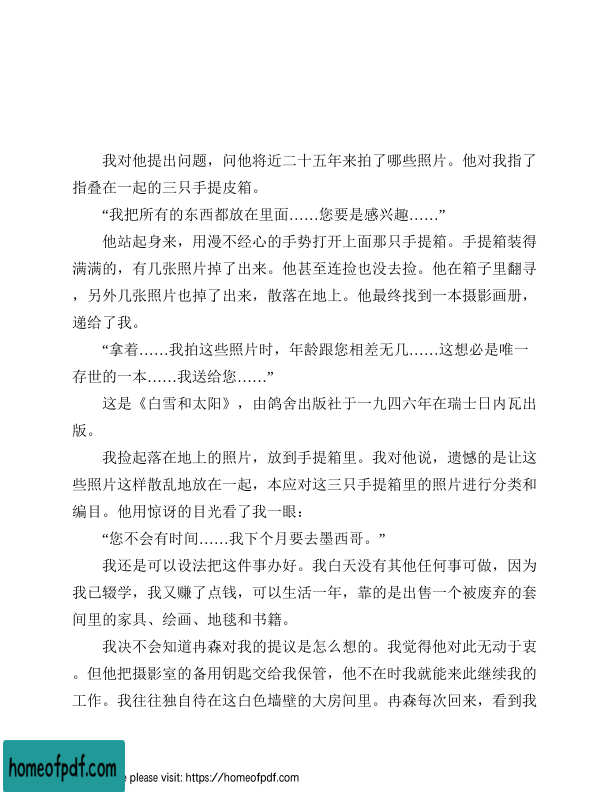 我对他提出问题，问他将近二十五年来拍了哪些照片。他对我指了
指叠在一起的三只手提皮箱。
“我把所有的东西都放在里面……您要是感兴趣……”
他站起身来，用漫不经心的手势打开上面那只手提箱。手提箱装得
满满的，有几张照片掉了出来。他甚至连捡也没去捡。他在箱子里翻寻
，另外几张照片也掉了出来，散落在地上。他最终找到一本摄影画册，
递给了我。
“拿着……我拍这些照片时，年龄跟您相差无几……这想必是唯一
存世的一本……我送给您……”
这是《白雪和太阳》，由鸽舍出版社于一九四六年在瑞士日内瓦出
版。
我捡起落在地上的照片，放到手提箱里。我对他说，遗憾的是让这
些照片这样散乱地放在一起，本应对这三只手提箱里的照片进行分类和
编目。他用惊讶的目光看了我一眼：
“您不会有时间……我下个月要去墨西哥。”
我还是可以设法把这件事办好。我白天没有其他任何事可做，因为
我已辍学，我又赚了点钱，可以生活一年，靠的是出售一个被废弃的套
间里的家具、绘画、地毯和书籍。
我决不会知道冉森对我的提议是怎么想的。我觉得他对此无动于衷
。但他把摄影室的备用钥匙交给我保管，他不在时我就能来此继续我的
工作。我往往独自待在这白色墙壁的大房间里。冉森每次回来，看到我
homeofpdf.com
e please visit: https://homeofpdf.com